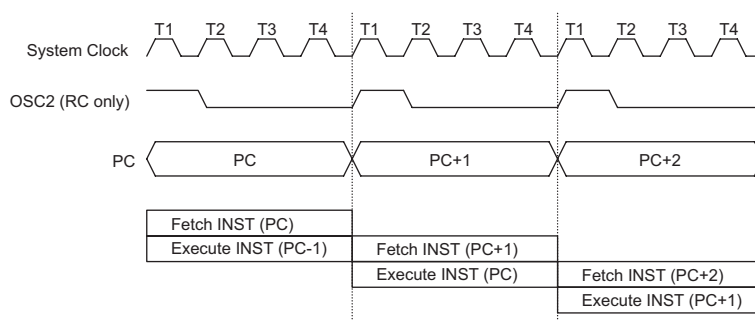 T1 T2 T3 T4 T1 T2 T3 T4 T1 T2 T3 T4
System Clock
OSC2 (RC only)
PC PC PC+1 PC+2
Fetch INST (PC)
Execute INST (PC-1) Fetch INST (PC+1)
Execute INST (PC) Fetch INST (PC+2)
Execute INST (PC+1)